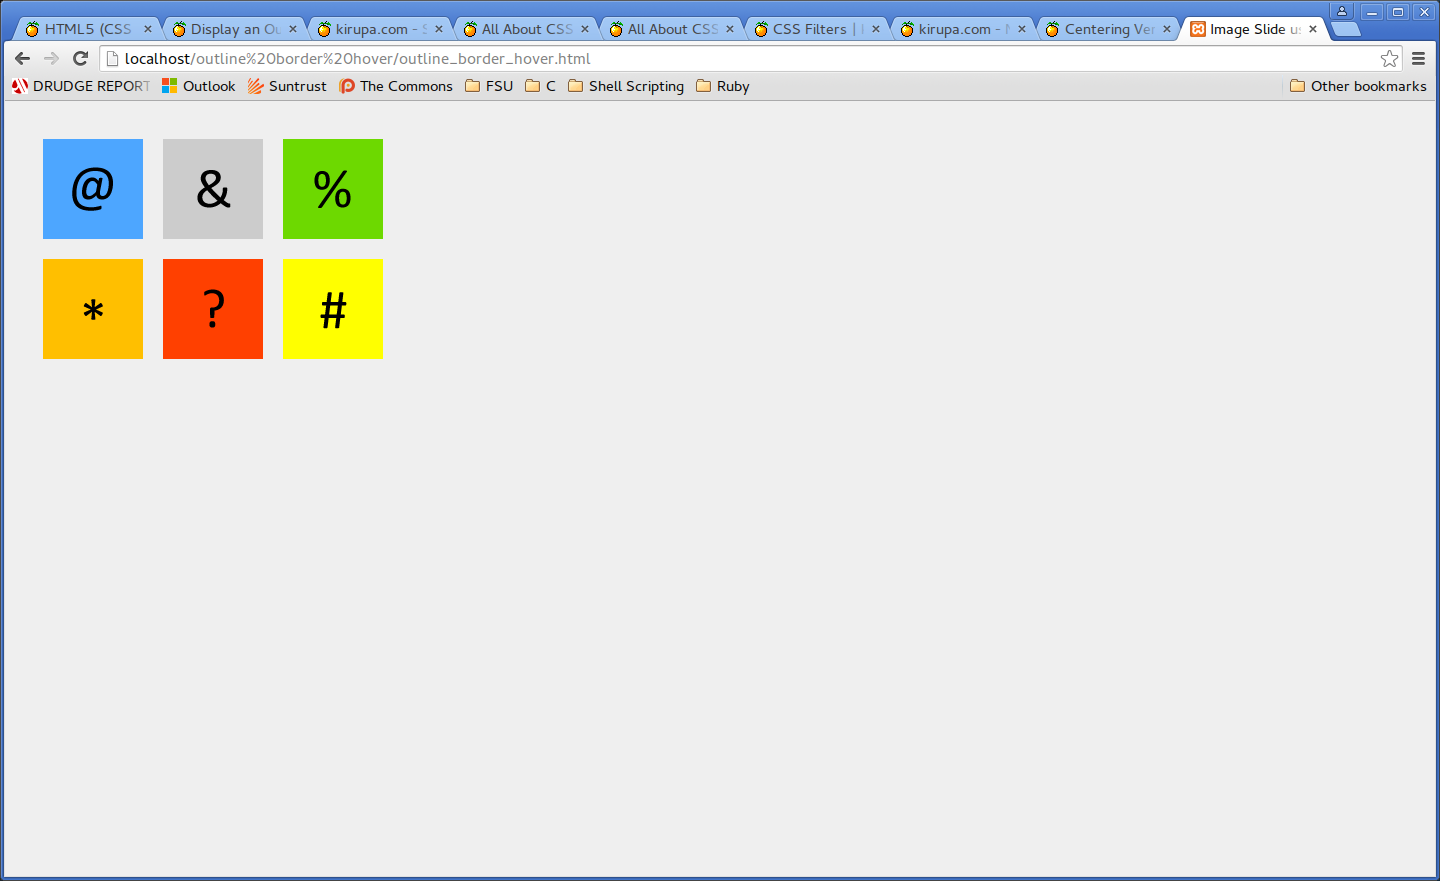 HTML5 (CSS
Display an Ou
kirupa.com - S
All About CSS
All About CSS
CSS Filters |
kirupa.com - N
Centering Ver
Image Slide us
localhost/outline%20border%20hover/outline_border_hover.html
DRUDGE REPORT Outlook Suntrust The Commons FSU C Shell Scripting Ruby Other bookmarks
@ & %
* ? #